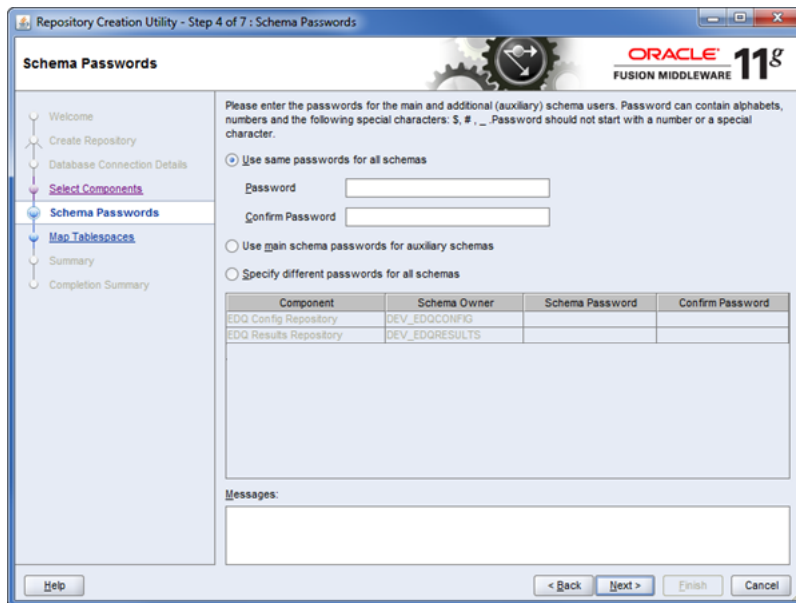 Repository Creation Utility - Step 4 of 7 : Schema Passwords
Schema Passwords
ORACLE
FUSION MIDDLEWARE
11g
Welcome
Create Repository
Database Connection Details
Select Components
Schema Passwords
Map Tablespaces
Summary
Completion Summary
Please enter the passwords for the main and additional (auxiliary) schema users. Password can contain alphabets,
numbers and the following special characters: $, # , _ .Password should not start with a number or a special
character.
Use same passwords for all schemas
Password
Confirm Password
Use main schema passwords for auxiliary schemas
Specify different passwords for all schemas
Component Schema Owner Schema Password Confirm Password
EDQ Config Repository DEV_EDQCONFIG
EDQ Results Repository DEV_EDQRESULTS
Messages:
Help < Back Next > Finish Cancel